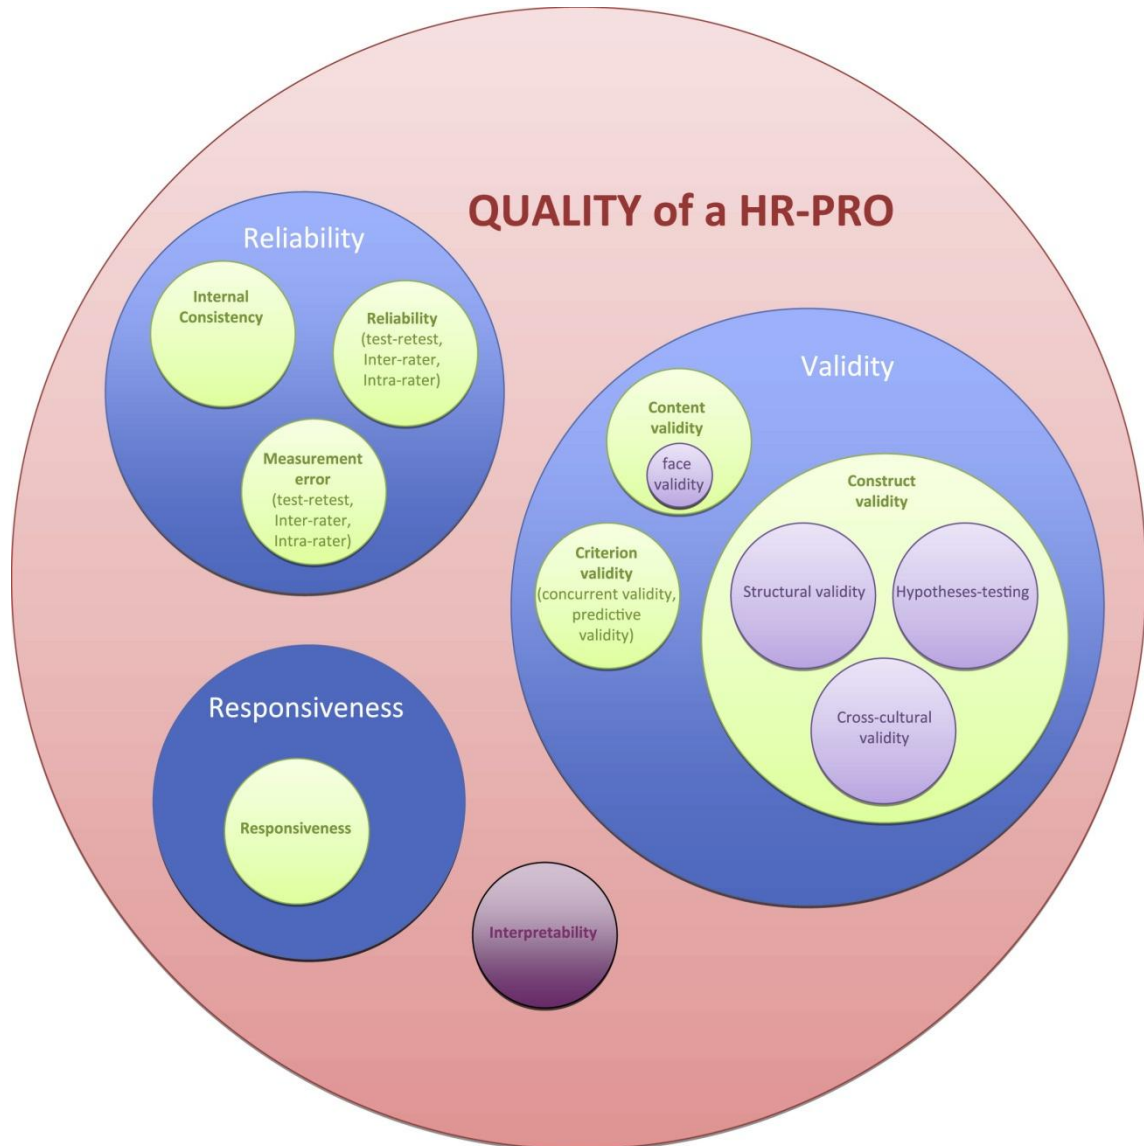 QUALITY of a HR-PRO
Reliability
Internal
Consistency
Reliability
(test-retest,
Inter-rater,
Intra-rater)
Measurement
error
(test-retest,
Inter-rater,
Intra-rater)
Validity
Content
validity
face
validity
Construct
validity
Criterion
validity
(concurrent validity,
predictive
validity)
Structural validity
Hypotheses-testing
Cross-cultural
validity
Responsiveness
Responsiveness
Interpretability